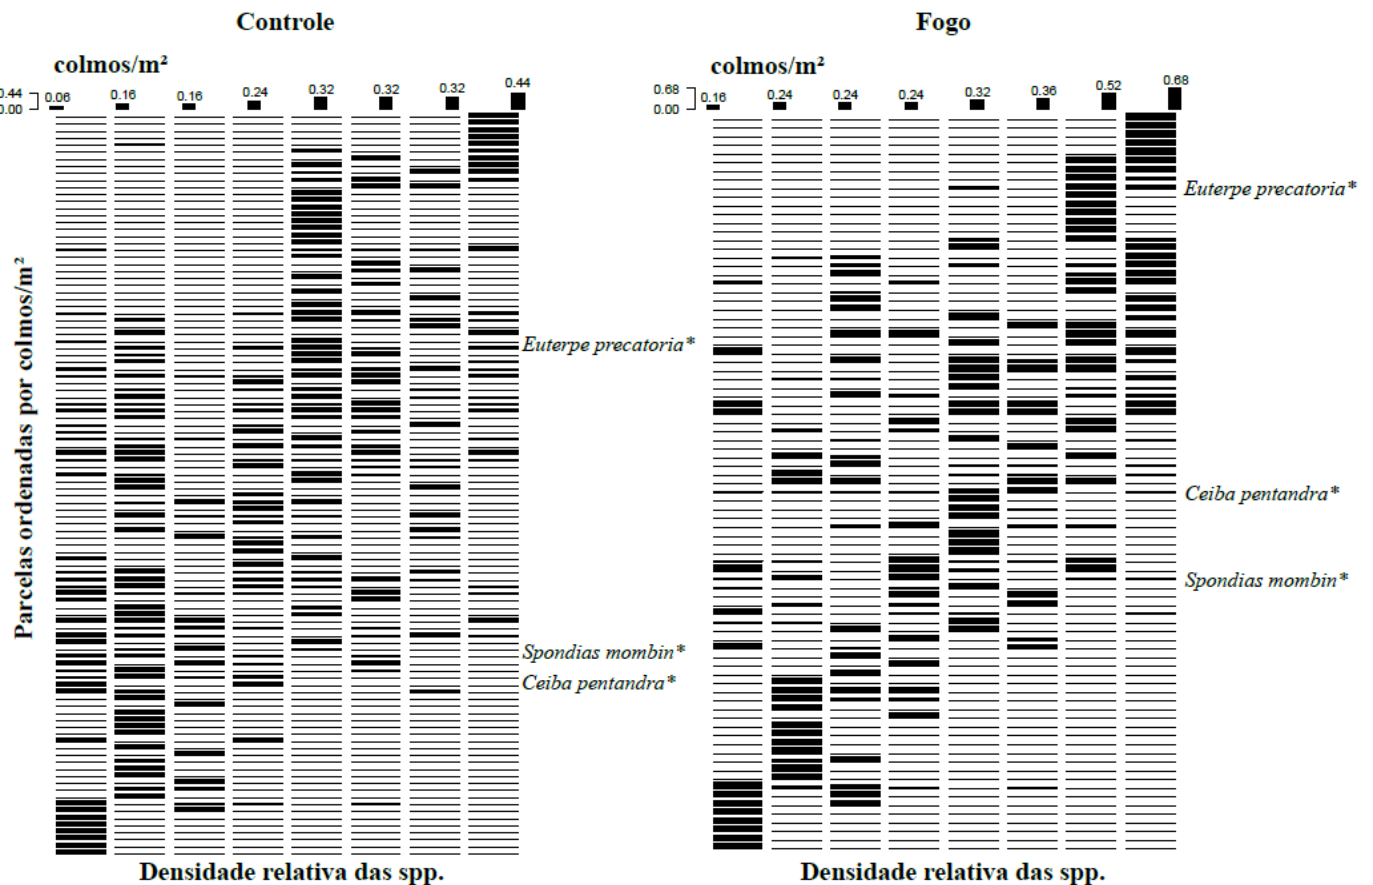 Controle
colmos/m²
0.44
0.00
0.06 0.16 0.16 0.24 0.32 0.32 0.32 0.44
Parcelas ordenadas por colmos/m²
Euterpe precatoria*
Spondias mombin*
Ceiba pentandra*
Densidade relativa das spp.
Fogo
colmos/m²
0.68
0.00
0.16 0.24 0.24 0.24 0.32 0.36 0.52 0.68
Euterpe precatoria*
Ceiba pentandra*
Spondias mombin*
Densidade relativa das spp.